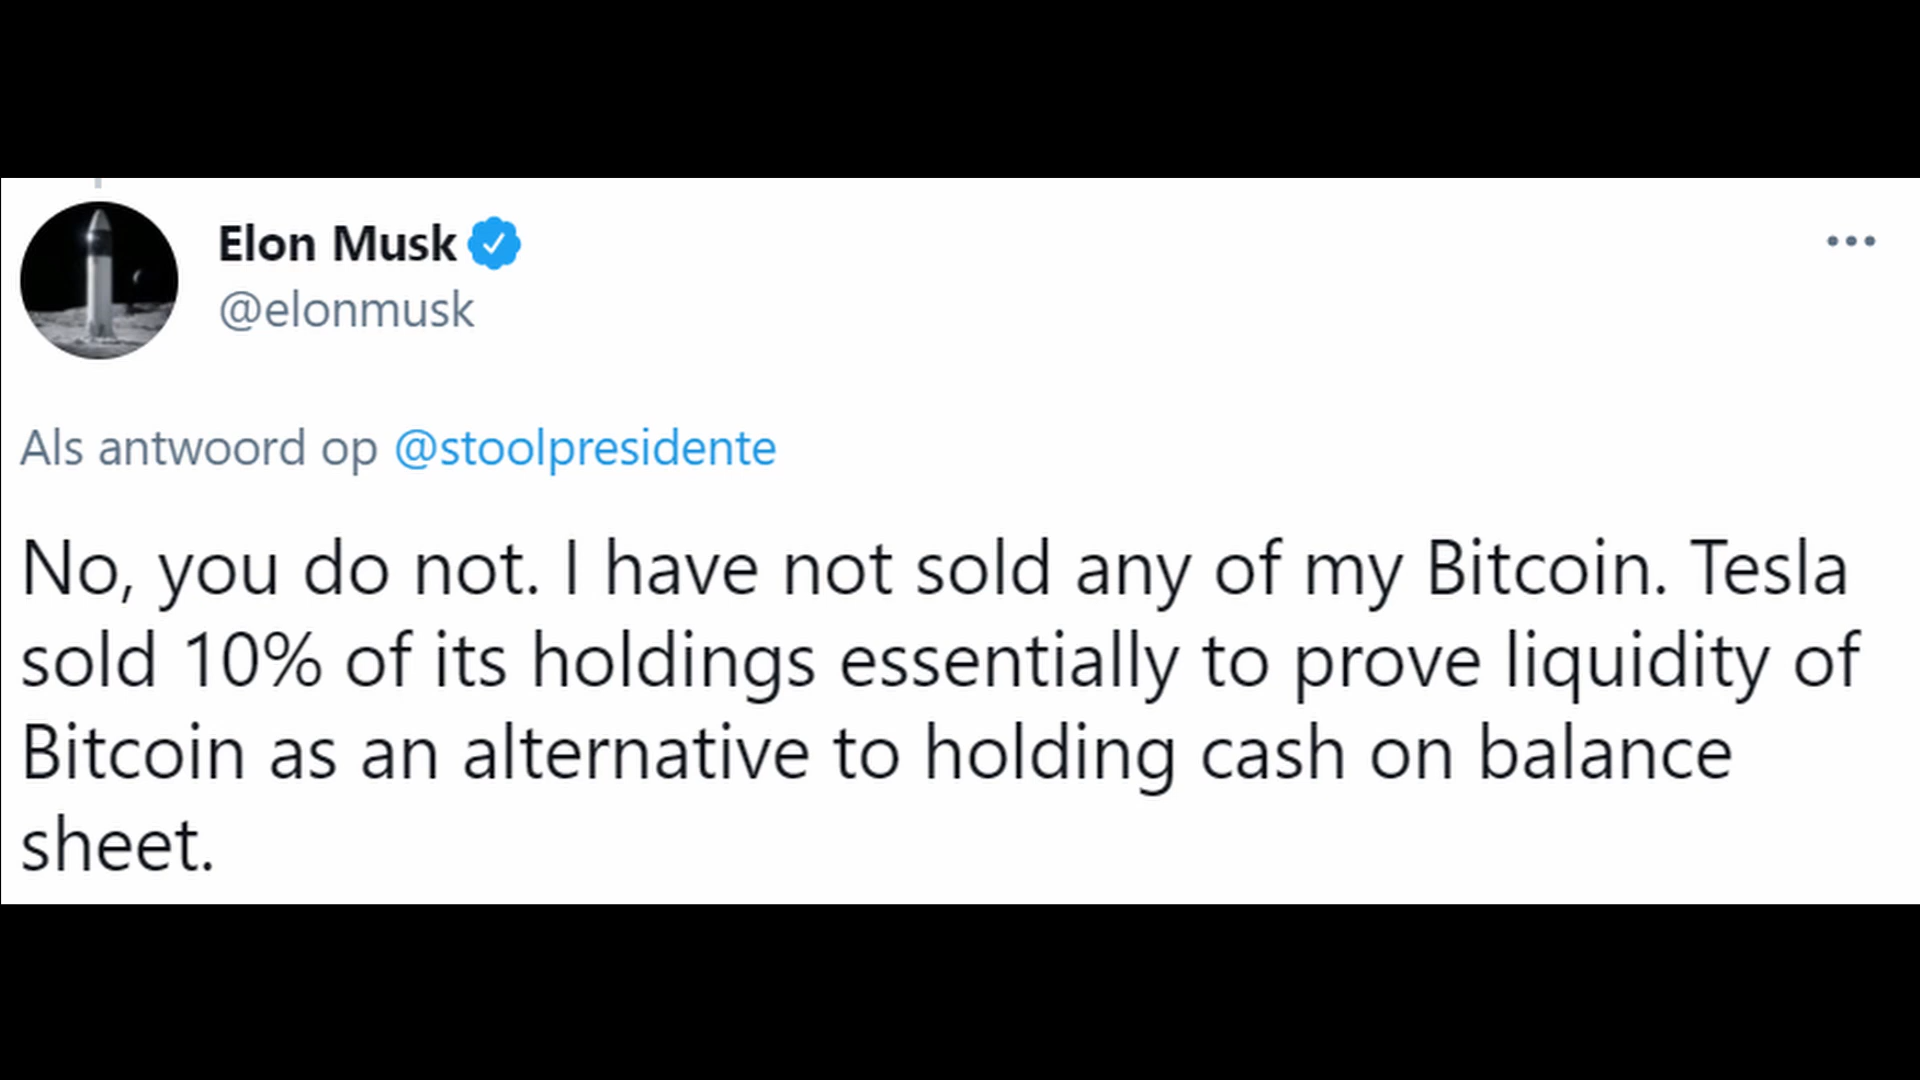 Elon Musk
@elonmusk
Als antwoord op @stoolpresidente
No, you do not. I have not sold any of my Bitcoin. Tesla
sold 10% of its holdings essentially to prove liquidity of
Bitcoin as an alternative to holding cash on balance
sheet.